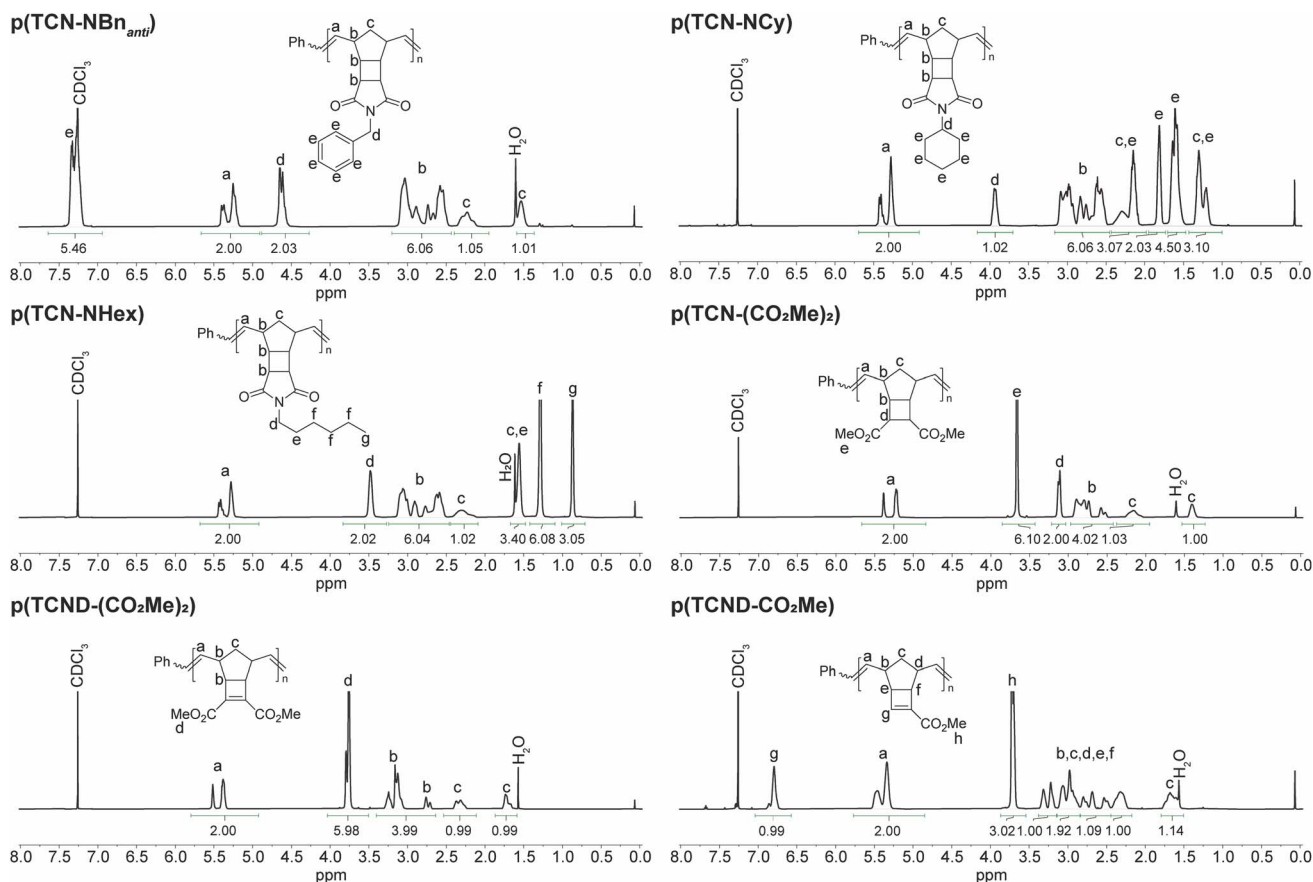 p(TCN-NBn_anti)
a
c
Ph
b
n
b
b
O
N
O
d
e
e
e
e
e
CDCl₃
e
a
d
b
c
H₂O
c
5.46 2.00 2.03 6.06 1.05 1.01
8.0 7.5 7.0 6.5 6.0 5.5 5.0 4.5 4.0 3.5 3.0 2.5 2.0 1.5 1.0 0.5 0.0
ppm
p(TCN-NCy)
a
c
Ph
b
n
b
b
O
N
O
d
e
e
e
e
e
CDCl₃
a
d
b
c,e
e
e
c,e
2.00 1.02 6.06 3.07 2.03 4.50 3.10
8.0 7.5 7.0 6.5 6.0 5.5 5.0 4.5 4.0 3.5 3.0 2.5 2.0 1.5 1.0 0.5 0.0
ppm
p(TCN-NHex)
a
c
Ph
b
n
b
b
O
N
O
d
e
f
f
f
g
CDCl₃
a
d
b
c
H₂O
c,e
f
g
2.00 2.02 6.04 1.02 3.40 6.08 3.05
8.0 7.5 7.0 6.5 6.0 5.5 5.0 4.5 4.0 3.5 3.0 2.5 2.0 1.5 1.0 0.5 0.0
ppm
p(TCN-(CO₂Me)₂)
a
c
Ph
b
n
b
d
MeO₂C
CO₂Me
e
CDCl₃
a
e
d
b
c
H₂O
c
2.00 6.10 2.00 4.02 1.03 1.00
8.0 7.5 7.0 6.5 6.0 5.5 5.0 4.5 4.0 3.5 3.0 2.5 2.0 1.5 1.0 0.5 0.0
ppm
p(TCND-(CO₂Me)₂)
a
c
Ph
b
n
b
MeO₂C
CO₂Me
d
CDCl₃
a
d
b
b
c
c
H₂O
2.00 5.98 3.99 0.99 0.99
8.0 7.5 7.0 6.5 6.0 5.5 5.0 4.5 4.0 3.5 3.0 2.5 2.0 1.5 1.0 0.5 0.0
ppm
p(TCND-CO₂Me)
a
c
Ph
b
d
n
e
f
g
CO₂Me
h
CDCl₃
g
a
h
b,c,d,e,f
c
H₂O
0.99 2.00 3.02 1.00 1.92 1.09 1.00 1.14
8.0 7.5 7.0 6.5 6.0 5.5 5.0 4.5 4.0 3.5 3.0 2.5 2.0 1.5 1.0 0.5 0.0
ppm